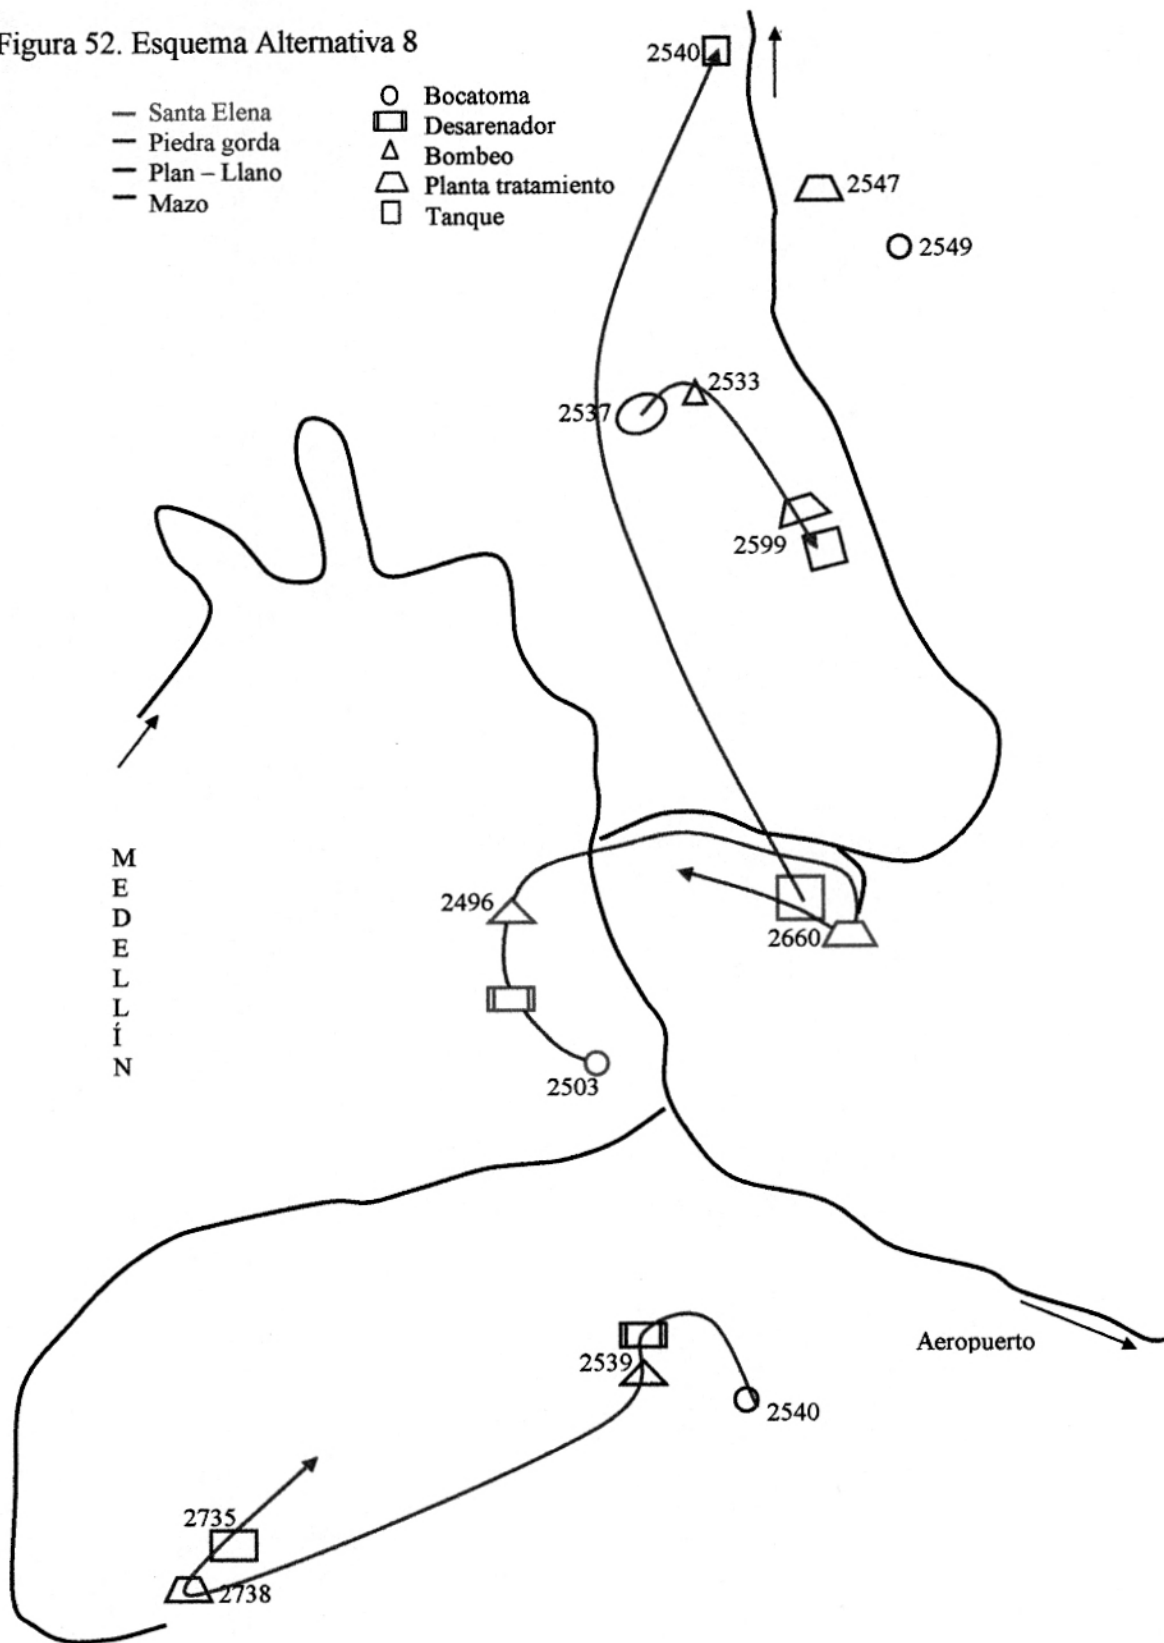 Figura 52. Esquema Alternativa 8
Santa Elena
Piedra gorda
Plan – Llano
Mazo
Bocatoma
Desarenador
Bombeo
Planta tratamiento
Tanque
2540
2547
2549
2533
2537
2599
MEDELLÍN
2496
2660
2503
Aeropuerto
2539
2540
2735
2738